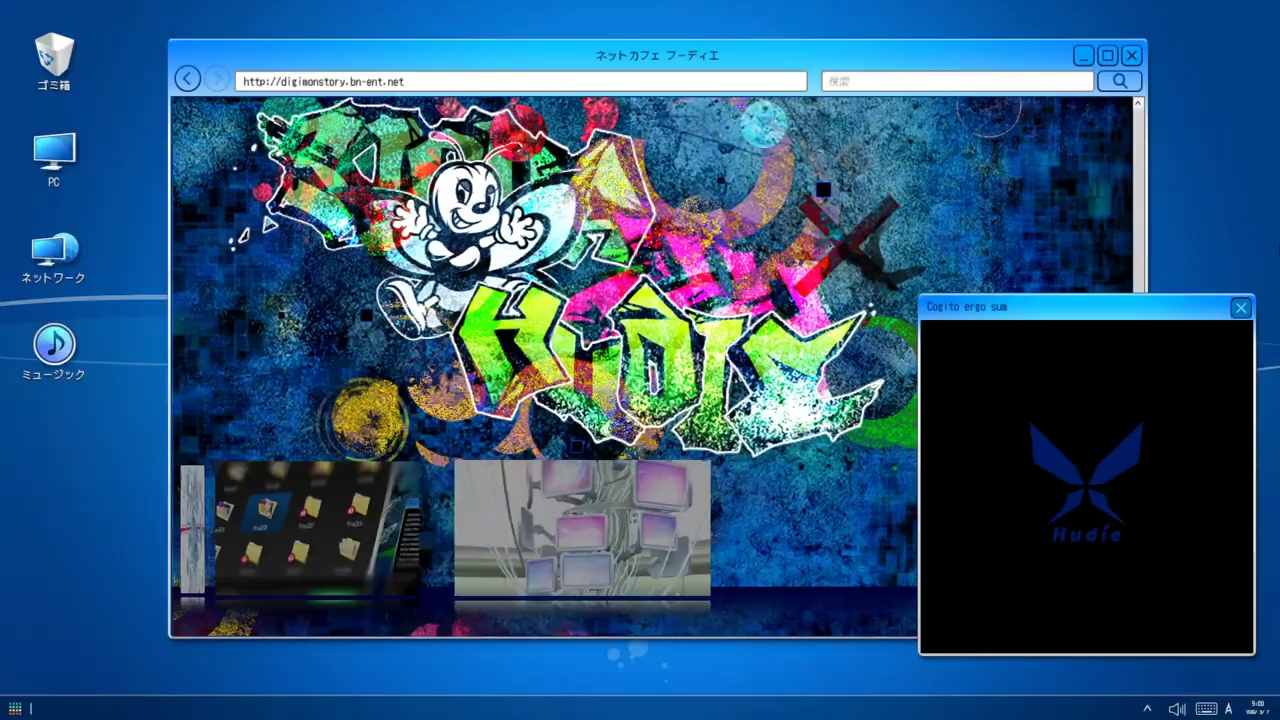 ゴミ箱
PC
ネットワーク
ミュージック
ネットカフェ フーディエ
http://digimonstory.bn-ent.net
検索
HUDIE
Cogito ergo sum
Hudie
A
9:00